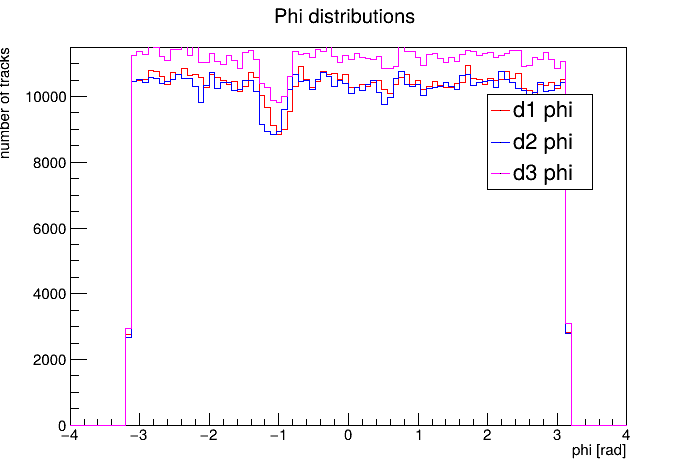 Phi distributions
number of tracks
10000
8000
6000
4000
2000
0
d1 phi
d2 phi
d3 phi
−4 −3 −2 −1 0 1 2 3 4
phi [rad]